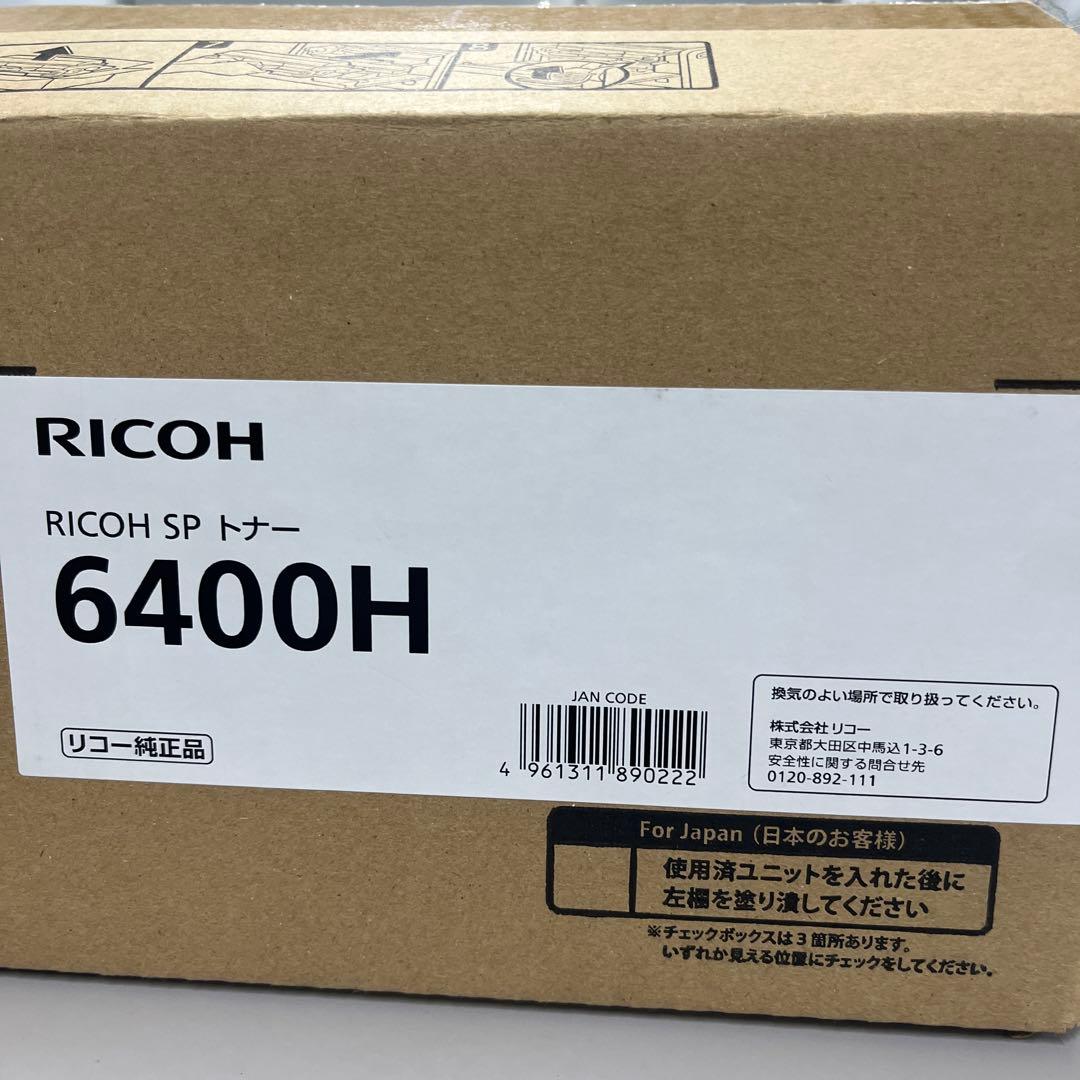 RICOH
RICOH SP トナー
6400H
リコー純正品
JAN CODE
4 961311 890222
換気のよい場所で取り扱ってください。
株式会社 リコー
東京都大田区中馬込1-3-6
安全性に関する問合せ先
0120-892-111
For Japan（日本のお客様）
使用済ユニットを入れた後に
左欄を塗り潰してください
※チェックボックスは3箇所あります。
いずれか見える位置にチェックをしてください。